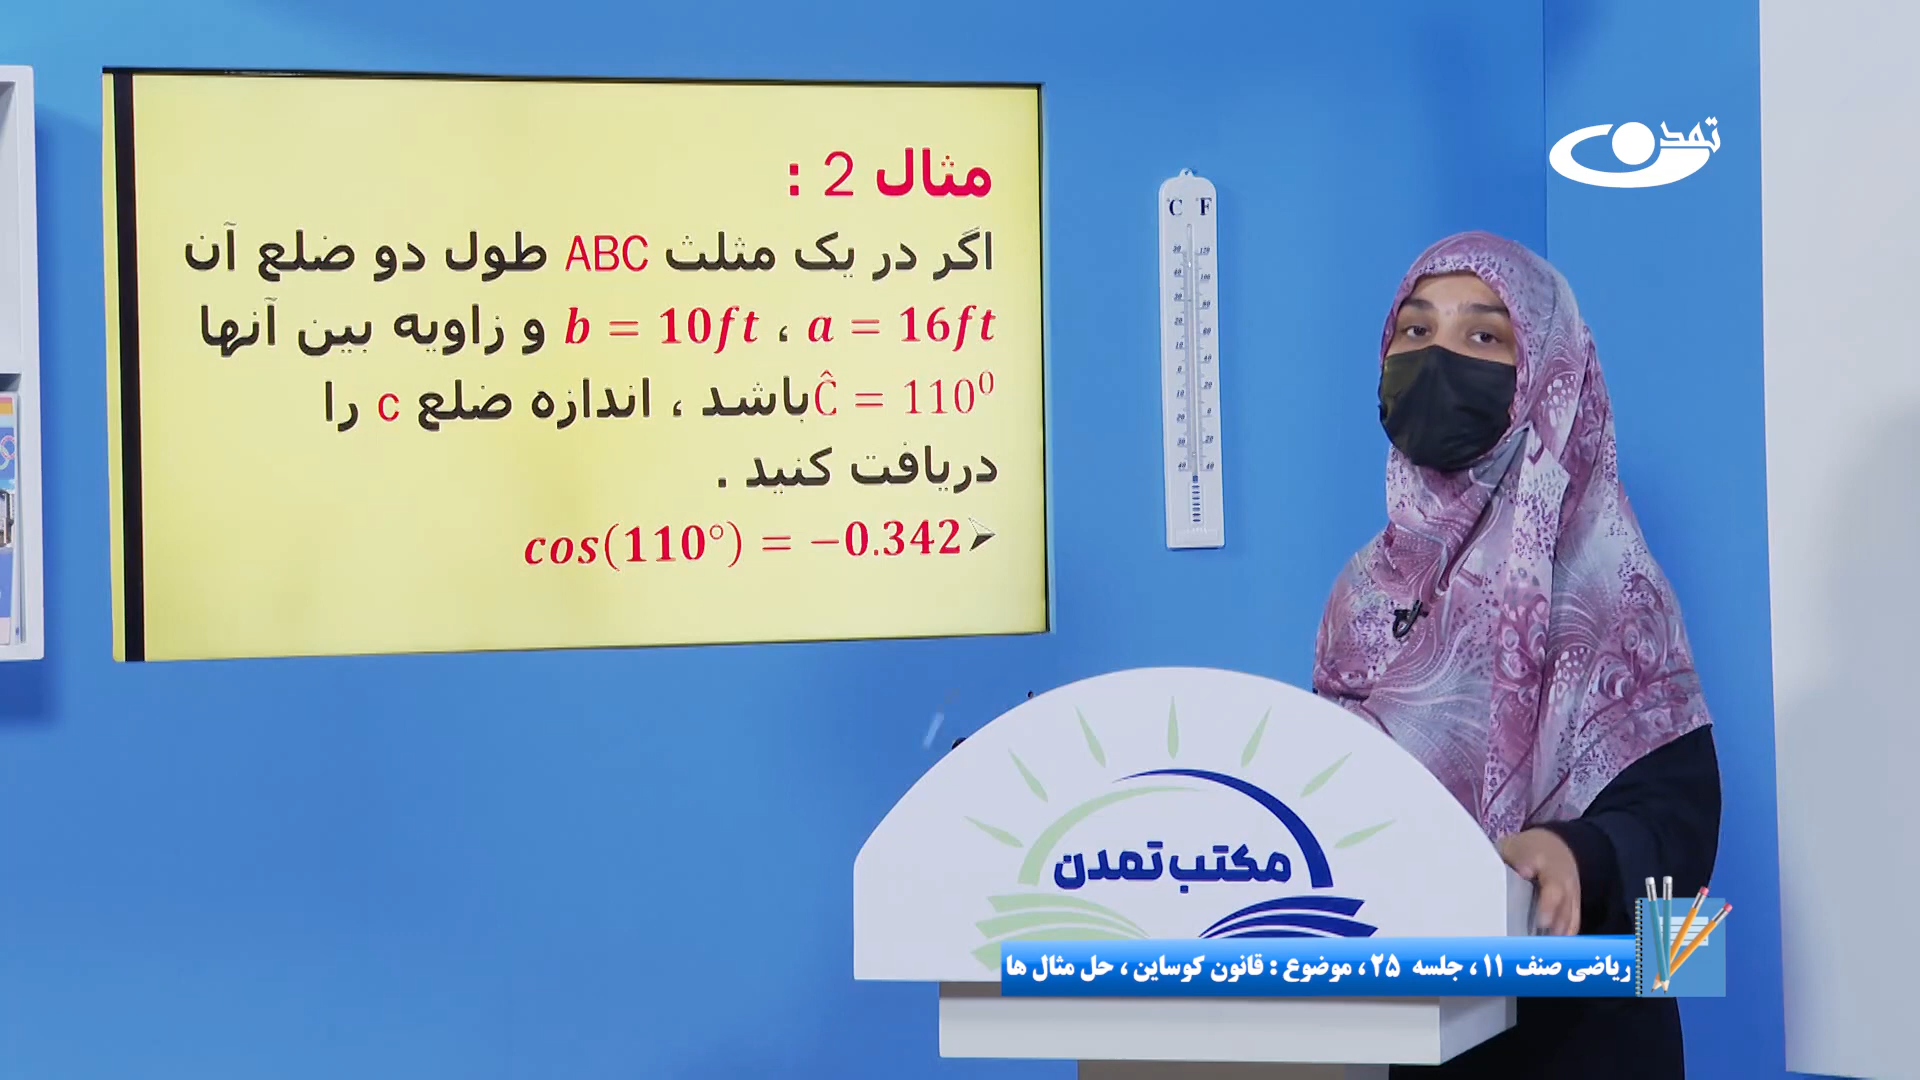 تمدن
مثال 2 :
اگر در یک مثلث ABC طول دو ضلع آن
a = 16ft ، b = 10ft و زاویه بین آنها
Ĉ = 110⁰ باشد ، اندازه ضلع c را
دریافت کنید .
cos(110°) = −0.342
°C °F
مکتب تمدن
ریاضی صنف ۱۱ ، جلسه ۲۵ ، موضوع : قانون کوساین ، حل مثال ها